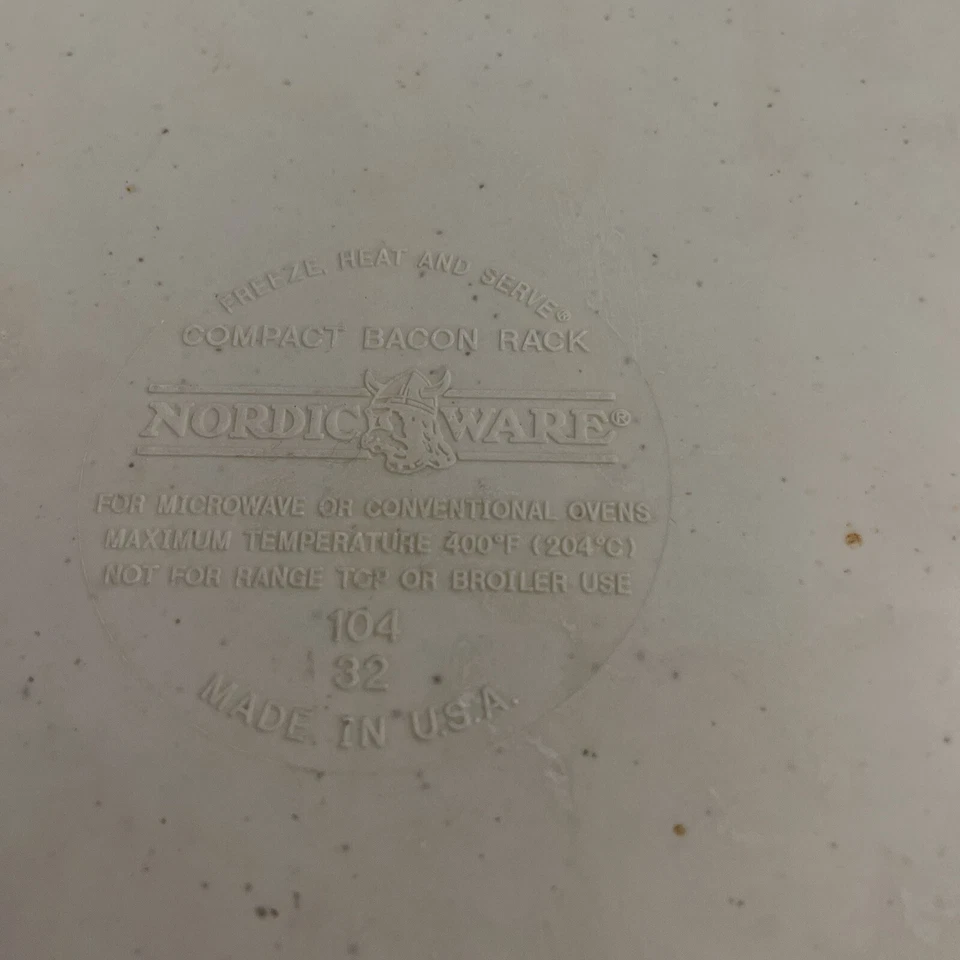 FREEZE, HEAT AND SERVE®
COMPACT BACON RACK
NORDIC WARE®
FOR MICROWAVE OR CONVENTIONAL OVENS
MAXIMUM TEMPERATURE 400°F (204°C)
NOT FOR RANGE TOP OR BROILER USE
104
32
MADE IN U.S.A.